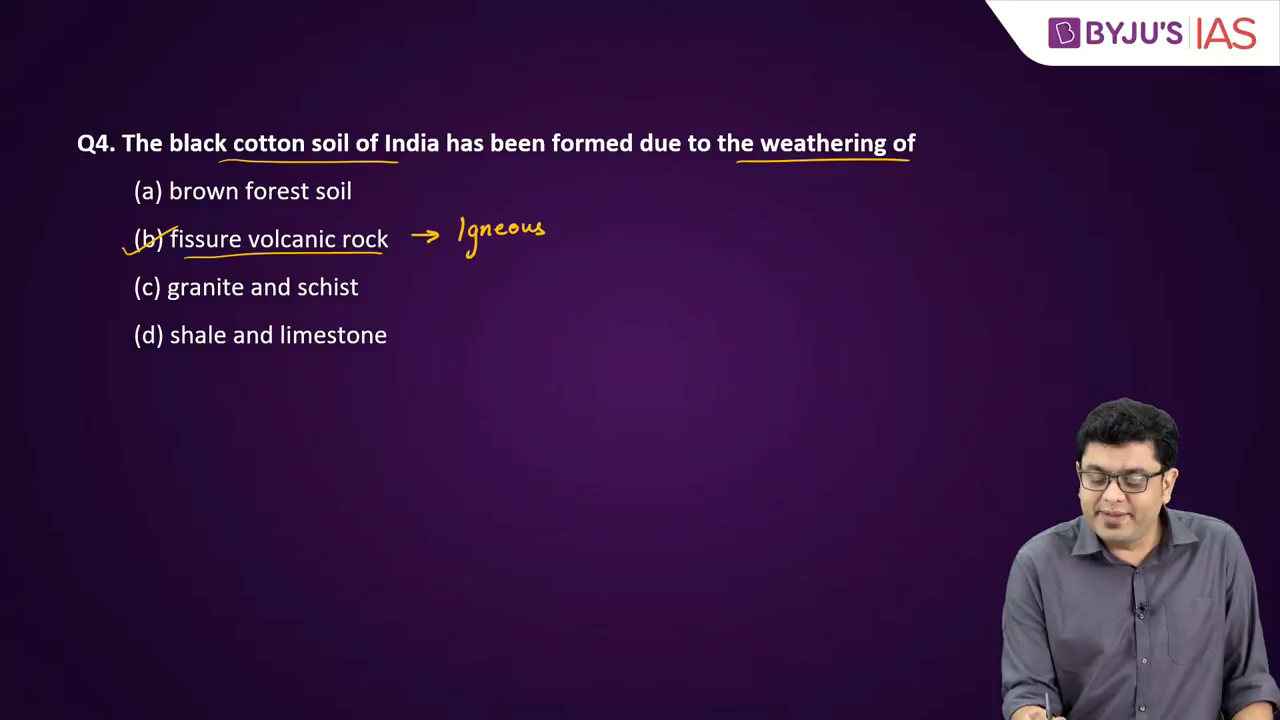 BYJU'S IAS
Q4. The black cotton soil of India has been formed due to the weathering of
(a) brown forest soil
(b) fissure volcanic rock → Igneous
(c) granite and schist
(d) shale and limestone